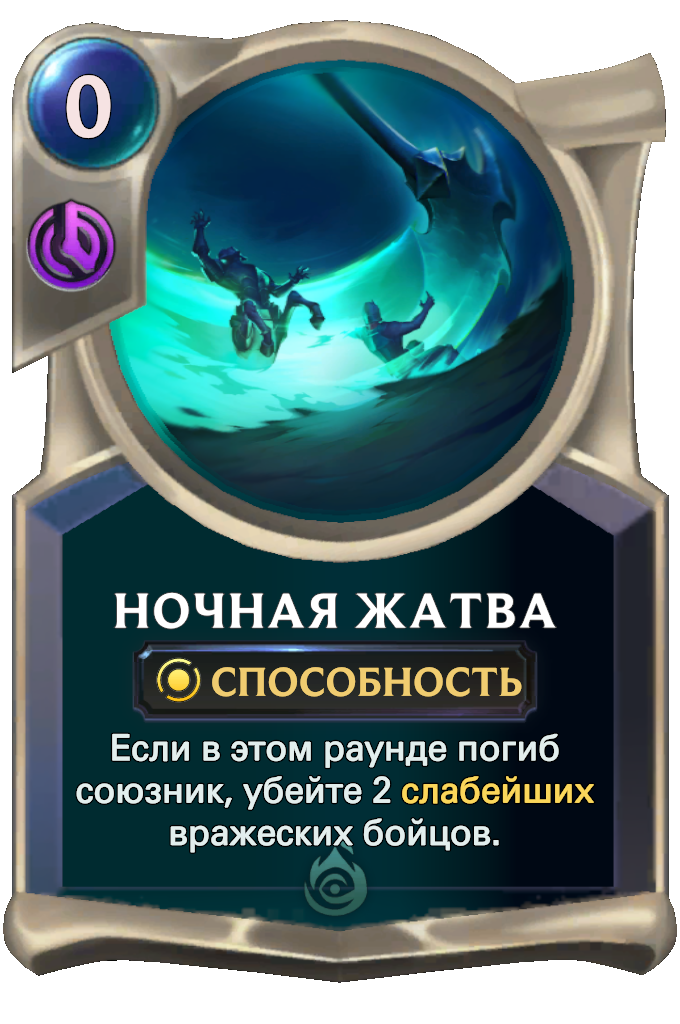 0
НОЧНАЯ ЖАТВА
СПОСОБНОСТЬ
Если в этом раунде погиб
союзник, убейте 2 слабейших
вражеских бойцов.